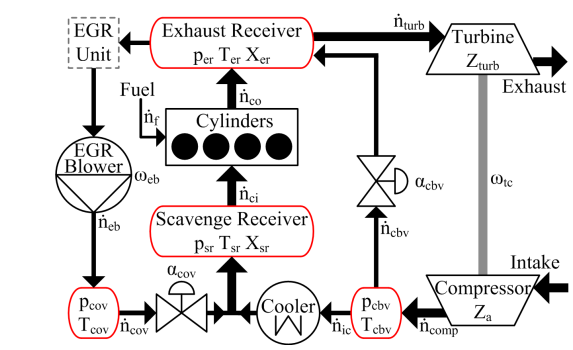 EGR
Unit
Exhaust Receiver
p_er T_er X_er
ṅ_turb
Turbine
Z_turb
Exhaust
Fuel
ṅ_f
ṅ_co
Cylinders
EGR
Blower
ω_eb
ṅ_eb
ṅ_ci
α_cbv
ω_tc
Scavenge Receiver
p_sr T_sr X_sr
ṅ_cbv
Intake
α_cov
p_cov
T_cov
ṅ_cov
Cooler
ṅ_ic
p_cbv
T_cbv
ṅ_comp
Compressor
Z_a